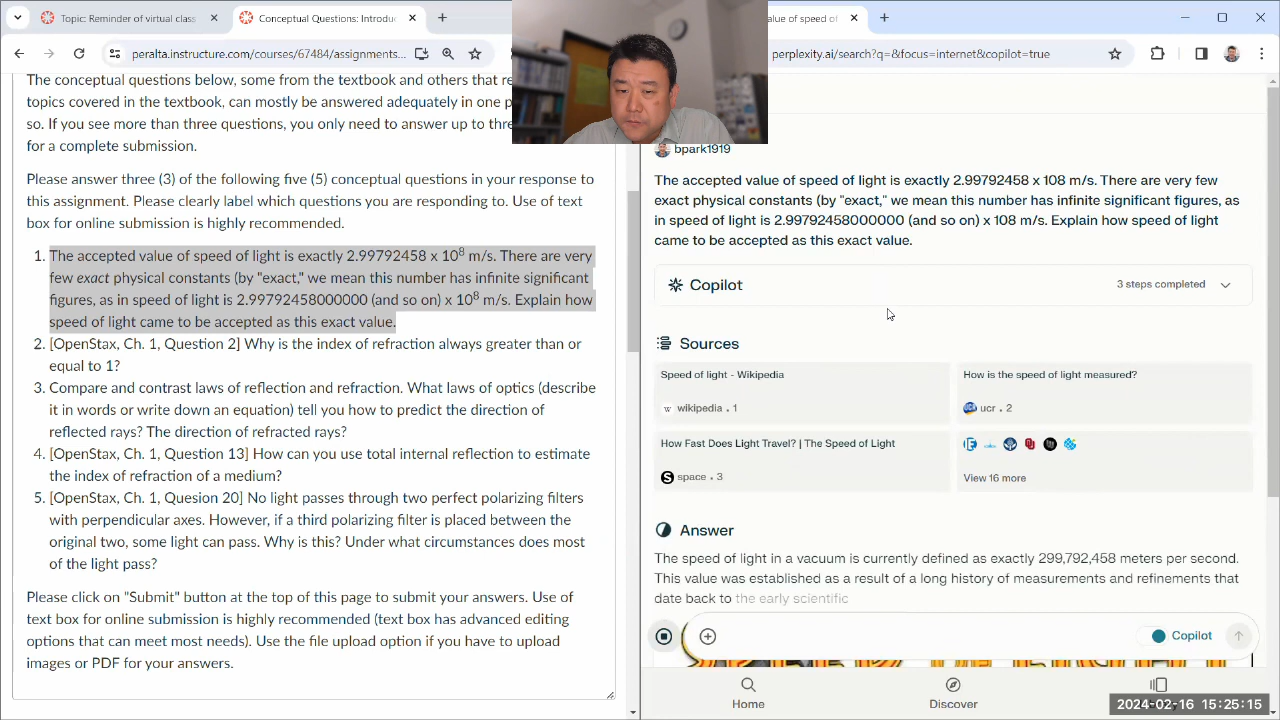 Topic: Reminder of virtual class
Conceptual Questions: Introdu
alue of speed of
peralta.instructure.com/courses/67484/assignments...
perplexity.ai/search?q=&focus=internet&copilot=true
The conceptual questions below, some from the textbook and others that re
topics covered in the textbook, can mostly be answered adequately in one p
so. If you see more than three questions, you only need to answer up to thre
for a complete submission.
Please answer three (3) of the following five (5) conceptual questions in your response to
this assignment. Please clearly label which questions you are responding to. Use of text
box for online submission is highly recommended.
1. The accepted value of speed of light is exactly 2.99792458 x 10⁸ m/s. There are very
few exact physical constants (by "exact," we mean this number has infinite significant
figures, as in speed of light is 2.99792458000000 (and so on) x 10⁸ m/s. Explain how
speed of light came to be accepted as this exact value.
2. [OpenStax, Ch. 1, Question 2] Why is the index of refraction always greater than or
equal to 1?
3. Compare and contrast laws of reflection and refraction. What laws of optics (describe
it in words or write down an equation) tell you how to predict the direction of
reflected rays? The direction of refracted rays?
4. [OpenStax, Ch. 1, Question 13] How can you use total internal reflection to estimate
the index of refraction of a medium?
5. [OpenStax, Ch. 1, Quesion 20] No light passes through two perfect polarizing filters
with perpendicular axes. However, if a third polarizing filter is placed between the
original two, some light can pass. Why is this? Under what circumstances does most
of the light pass?
Please click on "Submit" button at the top of this page to submit your answers. Use of
text box for online submission is highly recommended (text box has advanced editing
options that can meet most needs). Use the file upload option if you have to upload
images or PDF for your answers.
bpark1919
The accepted value of speed of light is exactly 2.99792458 x 108 m/s. There are very few
exact physical constants (by "exact," we mean this number has infinite significant figures, as
in speed of light is 2.99792458000000 (and so on) x 108 m/s. Explain how speed of light
came to be accepted as this exact value.
Copilot
3 steps completed
Sources
Speed of light - Wikipedia
wikipedia . 1
How is the speed of light measured?
ucr . 2
How Fast Does Light Travel? | The Speed of Light
space . 3
View 16 more
Answer
The speed of light in a vacuum is currently defined as exactly 299,792,458 meters per second.
This value was established as a result of a long history of measurements and refinements that
date back to the early scientific
Copilot
Home
Discover
2024-02-16 15:25:15